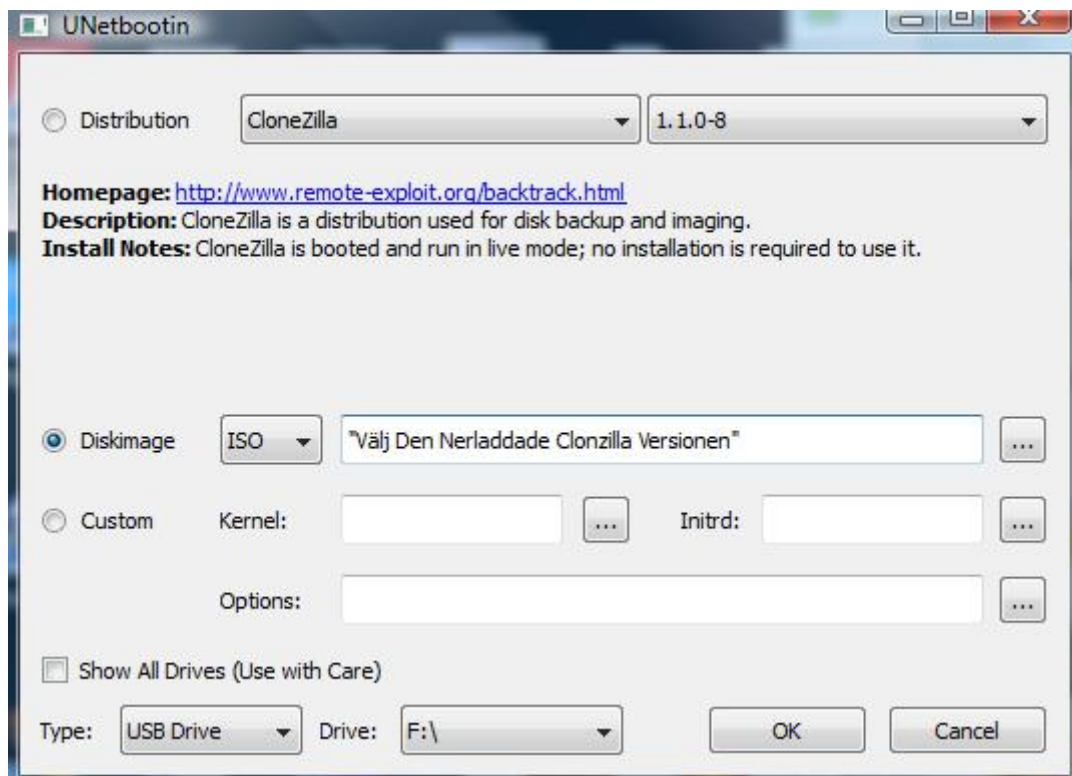 UNetbootin
Distribution CloneZilla 1.1.0-8
Homepage: http://www.remote-exploit.org/backtrack.html
Description: CloneZilla is a distribution used for disk backup and imaging.
Install Notes: CloneZilla is booted and run in live mode; no installation is required to use it.
Diskimage ISO "Välj Den Nerladdade Clonzilla Versionen" ...
Custom Kernel: ... Initrd: ...
Options: ...
Show All Drives (Use with Care)
Type: USB Drive Drive: F:\ OK Cancel